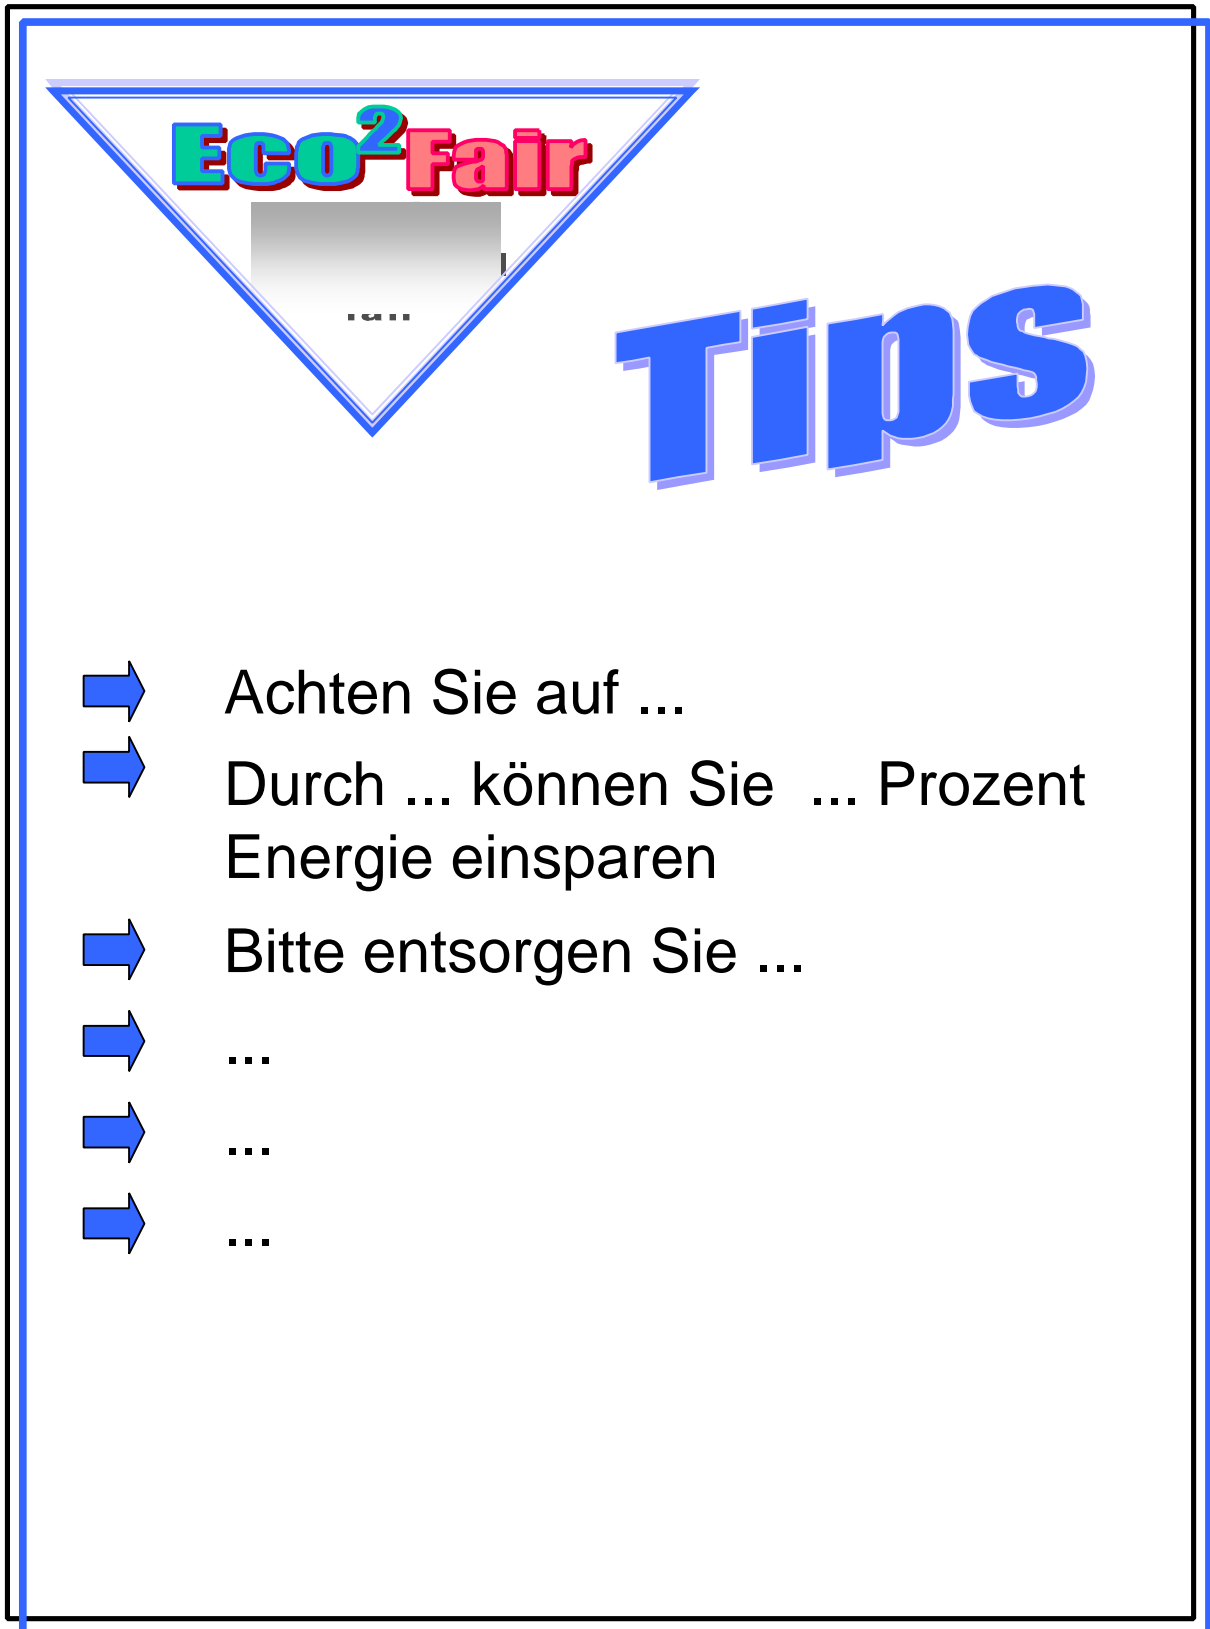 Eco²Fair
Tips
Achten Sie auf ...
Durch ... können Sie  ... Prozent
Energie einsparen
Bitte entsorgen Sie ...
...
...
...